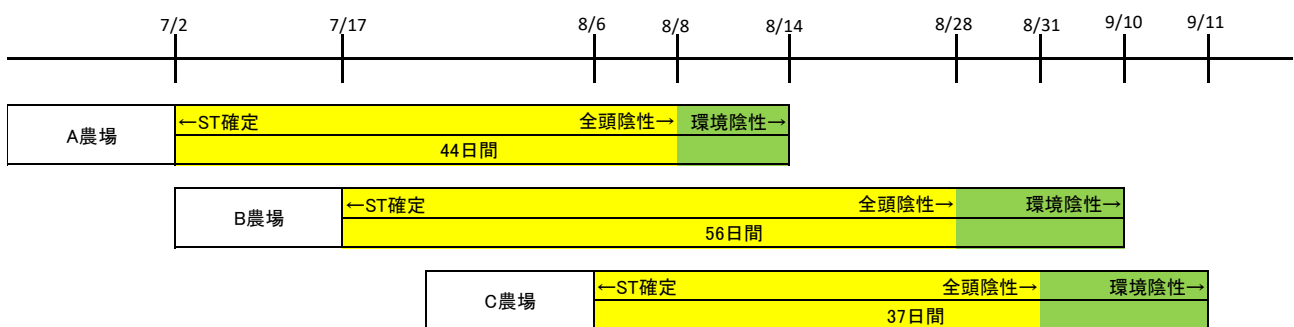 7/2 7/17 8/6 8/8 8/14 8/28 8/31 9/10 9/11
A農場 ←ST確定 全頭陰性→ 環境陰性→
44日間
B農場 ←ST確定 全頭陰性→ 環境陰性→
56日間
C農場 ←ST確定 全頭陰性→ 環境陰性→
37日間